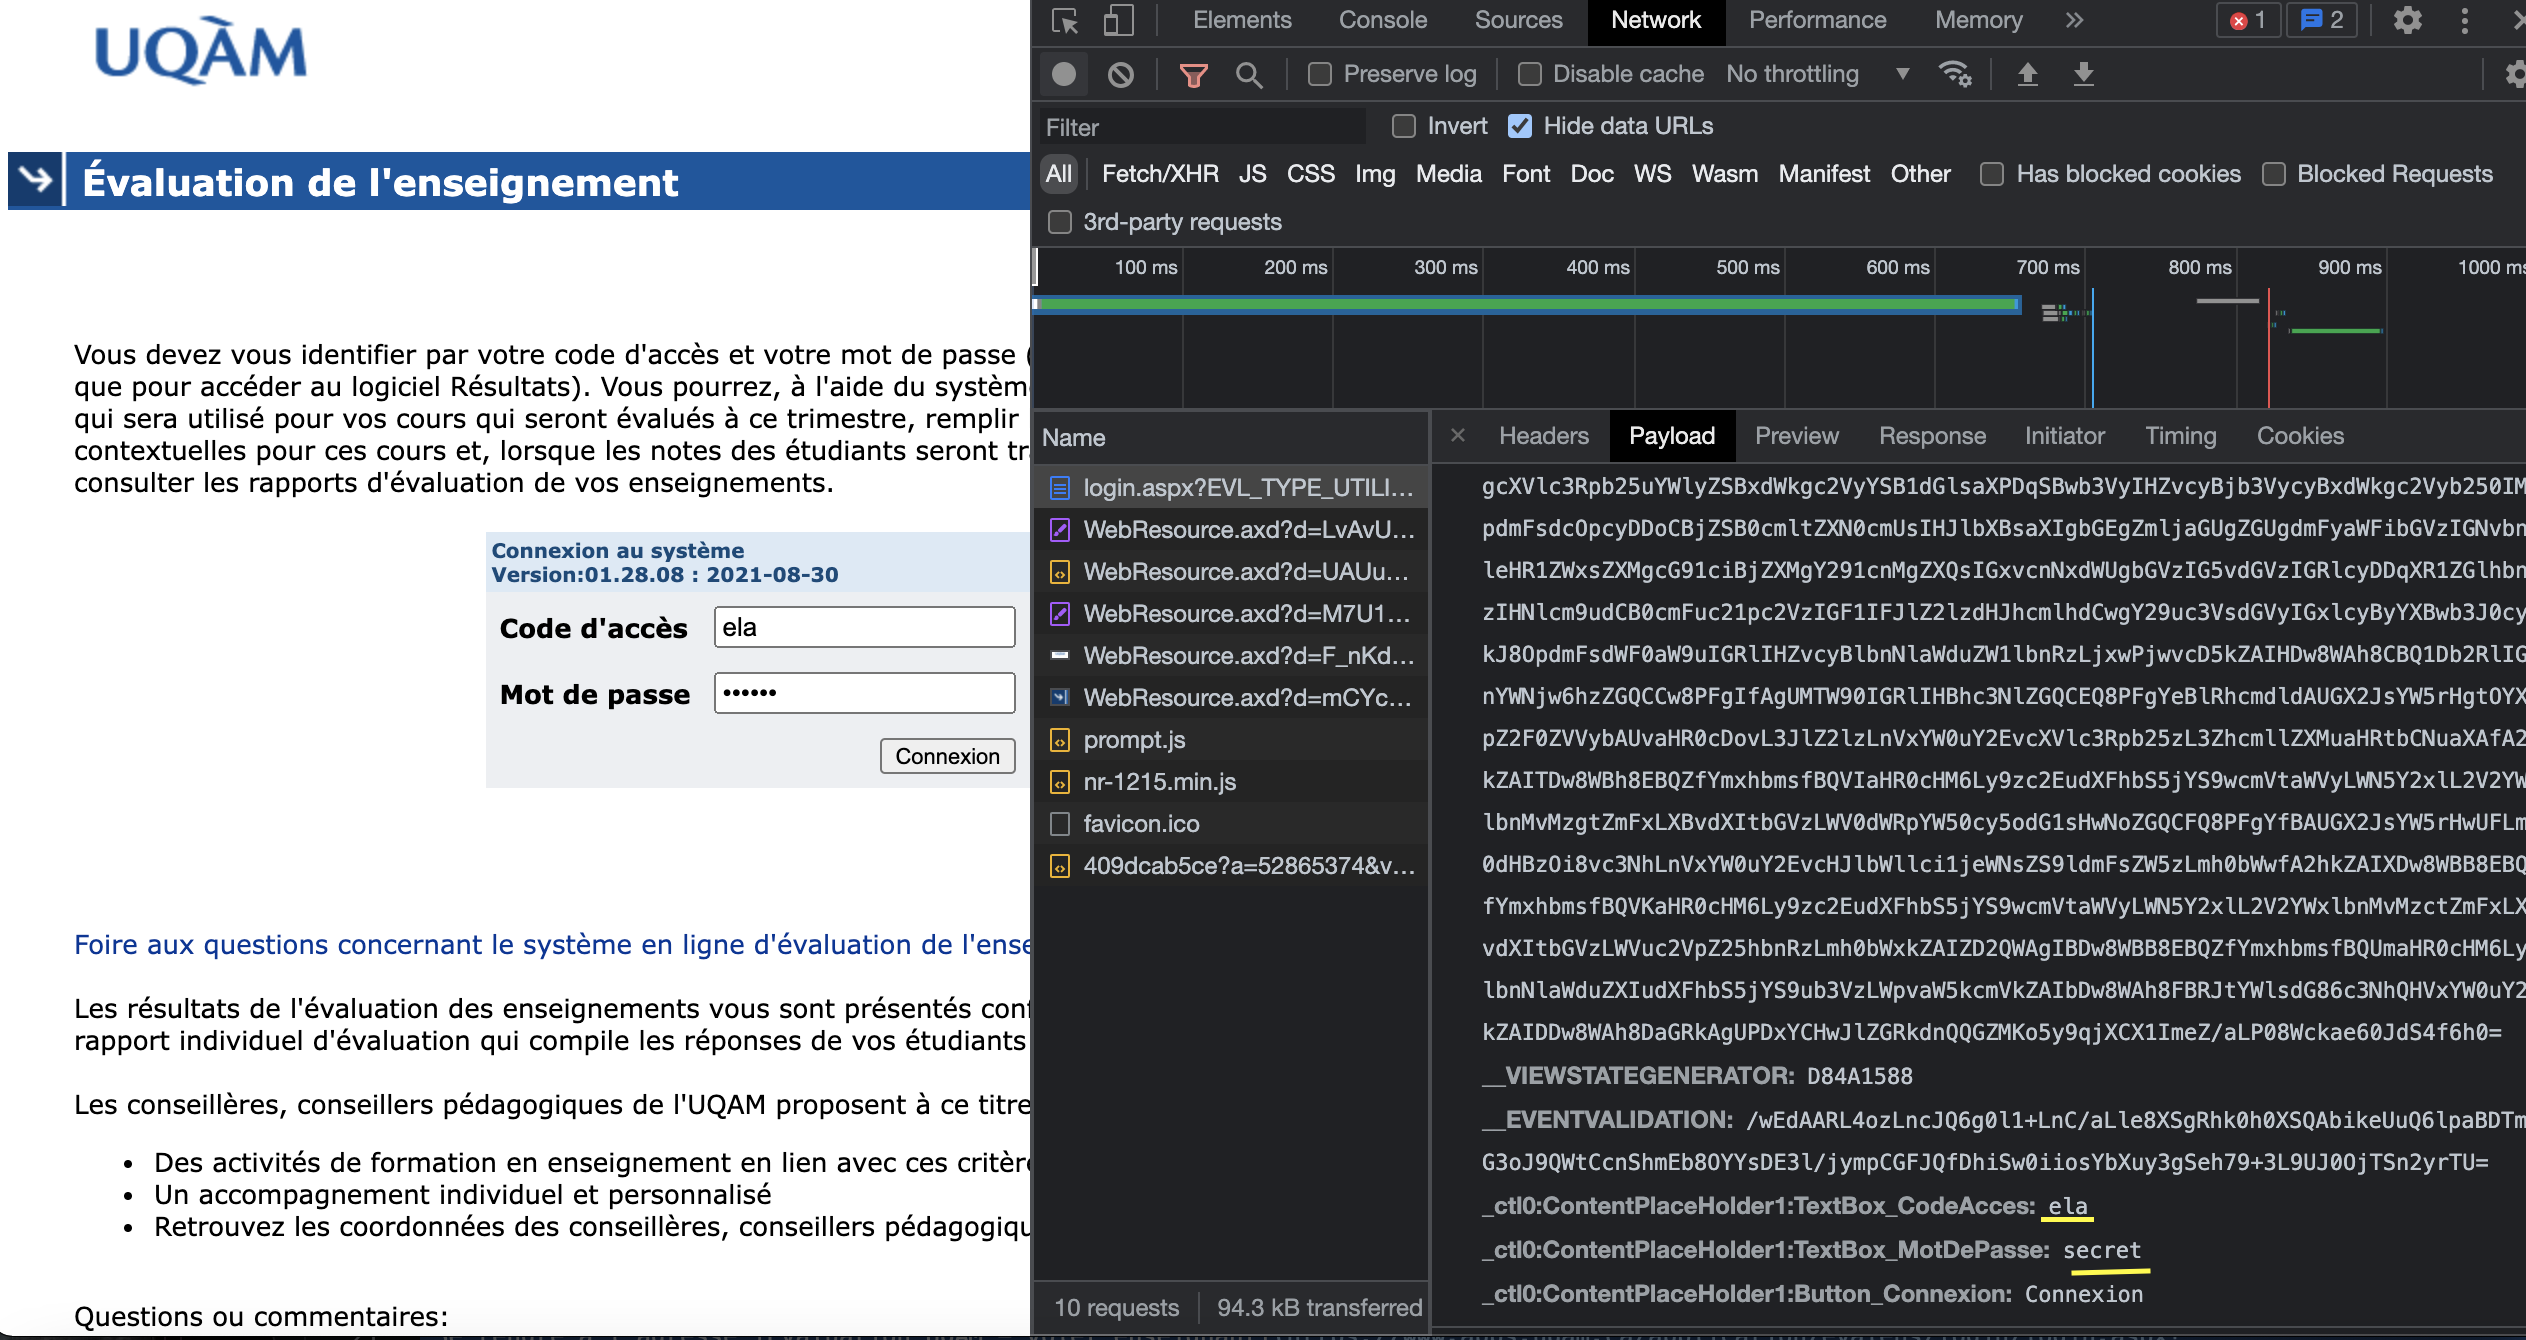 UQÀM
Évaluation de l'enseignement
Vous devez vous identifier par votre code d'accès et votre mot de passe
que pour accéder au logiciel Résultats). Vous pourrez, à l'aide du systèm
qui sera utilisé pour vos cours qui seront évalués à ce trimestre, remplir
contextuelles pour ces cours et, lorsque les notes des étudiants seront tr
consulter les rapports d'évaluation de vos enseignements.
Connexion au système
Version:01.28.08 : 2021-08-30
Code d'accès ela
Mot de passe ••••••
Connexion
Foire aux questions concernant le système en ligne d'évaluation de l'ense
Les résultats de l'évaluation des enseignements vous sont présentés conf
rapport individuel d'évaluation qui compile les réponses de vos étudiants
Les conseillères, conseillers pédagogiques de l'UQAM proposent à ce titre
• Des activités de formation en enseignement en lien avec ces critère
• Un accompagnement individuel et personnalisé
• Retrouvez les coordonnées des conseillères, conseillers pédagogiqu
Questions ou commentaires:
Elements Console Sources Network Performance Memory » 1 2
Preserve log Disable cache No throttling
Filter Invert Hide data URLs
All Fetch/XHR JS CSS Img Media Font Doc WS Wasm Manifest Other Has blocked cookies Blocked Requests
3rd-party requests
100 ms 200 ms 300 ms 400 ms 500 ms 600 ms 700 ms 800 ms 900 ms 1000 ms
Name
login.aspx?EVL_TYPE_UTILI...
WebResource.axd?d=LvAvU...
WebResource.axd?d=UAUu...
WebResource.axd?d=M7U1...
WebResource.axd?d=F_nKd...
WebResource.axd?d=mCYc...
prompt.js
nr-1215.min.js
favicon.ico
409dcab5ce?a=52865374&v...
10 requests 94.3 kB transferred
× Headers Payload Preview Response Initiator Timing Cookies
gcXVlc3Rpb25uYWlyZSBxdWkgc2VyYSB1dGlsaXPDqSBwb3VyIHZvcyBjb3VycyBxdWkgc2Vyb250IM
pdmFsdcOpcyDDoCBjZSB0cmltZXN0cmUsIHJlbXBsaXIgbGEgZmljaGUgZGUgdmFyaWFibGVzIGNvbn
leHR1ZWxsZXMgcG91ciBjZXMgY291cnMgZXQsIGxvcnNxdWUgbGVzIG5vdGVzIGRlcyDDqXR1ZGlhbn
zIHNlcm9udCB0cmFuc21pc2VzIGF1IFJlZ2lzdHJhcmlhdCwgY29uc3VsdGVyIGxlcyByYXBwb3J0cy
kJ8OpdmFsdWF0aW9uIGRlIHZvcyBlbnNlaWduZW1lbnRzLjxwPjwvcD5kZAIHDw8WAh8CBQ1Db2RlIG
nYWNjw6hzZGQCCw8PFgIfAgUMTW90IGRlIHBhc3NlZGQCEQ8PFgYeBlRhcmdldAUGX2JsYW5rHgtOYX
pZ2F0ZVVybAUvaHR0cDovL3JlZ2lzLnVxYW0uY2EvcXVlc3Rpb25zL3ZhcmllZXMuaHRtbCNuaXAfA2
kZAITDw8WBh8EBQZfYmxhbmsfBQVIaHR0cHM6Ly9zc2EudXFhbS5jYS9wcmVtaWVyLWN5Y2xlL2V2YW
lbnMvMzgtZmFxLXBvdXItbGVzLWV0dWRpYW50cy5odG1sHwNoZGQCFQ8PFgYfBAUGX2JsYW5rHwUFLm
0dHBzOi8vc3NhLnVxYW0uY2EvcHJlbWllci1jeWNsZS9ldmFsZW5zLmh0bWwfA2hkZAIXDw8WBB8EBQ
fYmxhbmsfBQVKaHR0cHM6Ly9zc2EudXFhbS5jYS9wcmVtaWVyLWN5Y2xlL2V2YWxlbnMvMzctZmFxLX
vdXItbGVzLWVuc2VpZ25hbnRzLmh0bWxkZAIZD2QWAgIBDw8WBB8EBQZfYmxhbmsfBQUmaHR0cHM6Ly
lbnNlaWduZXIudXFhbS5jYS9ub3VzLWpvaW5kcmVkZAIbDw8WAh8FBRJtYWlsdG86c3NhQHVxYW0uY2
kZAIDDw8WAh8DaGRkAgUPDxYCHwJlZGRkdnQQGZMKo5y9qjXCX1ImeZ/aLP08Wckae60JdS4f6h0=
__VIEWSTATEGENERATOR: D84A1588
__EVENTVALIDATION: /wEdAARL4ozLncJQ6g0l1+LnC/aLle8XSgRhk0h0XSQAbikeUuQ6lpaBDTm
G3oJ9QWtCcnShmEb8OYYsDE3l/jympCGFJQfDhiSw0iiosYbXuy3gSeh79+3L9UJ0OjTSn2yrTU=
_ctl0:ContentPlaceHolder1:TextBox_CodeAcces: ela
_ctl0:ContentPlaceHolder1:TextBox_MotDePasse: secret
_ctl0:ContentPlaceHolder1:Button_Connexion: Connexion